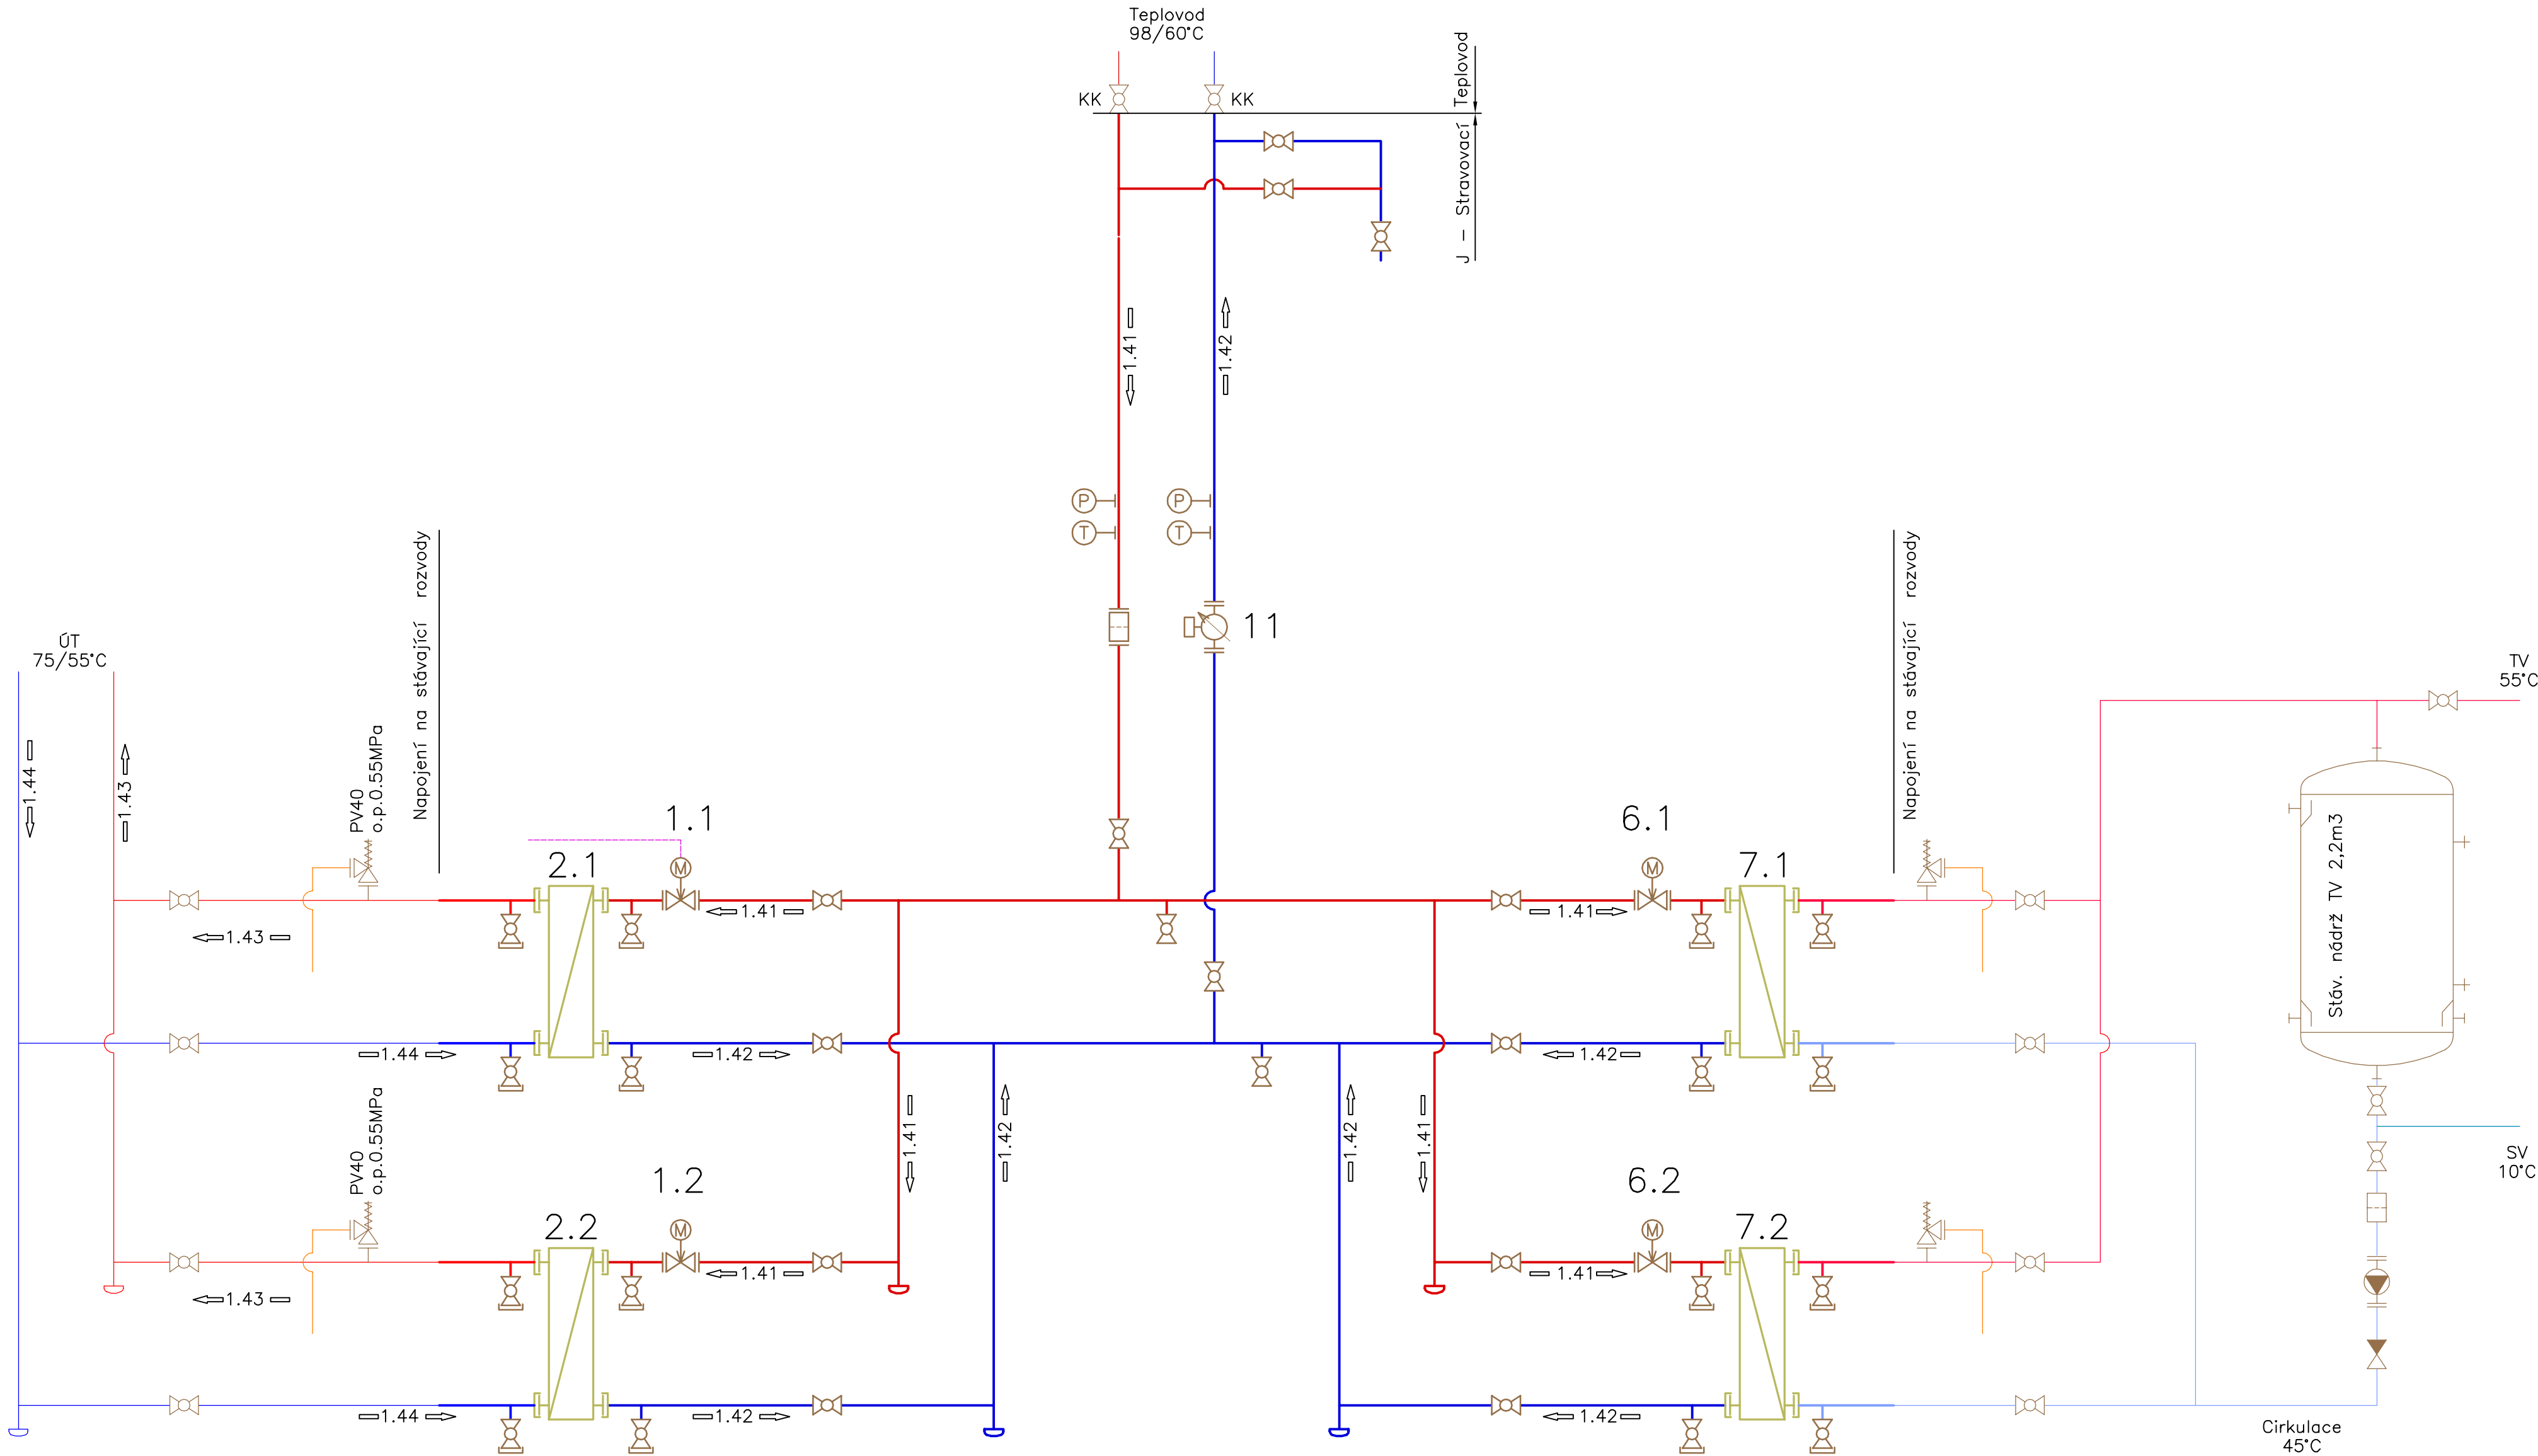 Teplovod
98/60°C
KK
KK
Teplovod
J - Stravovací
1.41
1.42
P
P
T
T
11
Napojení na stávající rozvody
Napojení na stávající rozvody
ÚT
75/55°C
TV
55°C
1.44
1.43
PV40
o.p.0.55MPa
1.1
M
2.1
6.1
M
7.1
Stáv. nádrž TV 2,2m3
1.43
1.41
1.41
1.44
1.42
1.42
PV40
o.p.0.55MPa
1.41
1.42
1.42
1.41
SV
10°C
1.2
M
2.2
6.2
M
7.2
1.43
1.41
1.41
1.44
1.42
1.42
Cirkulace
45°C